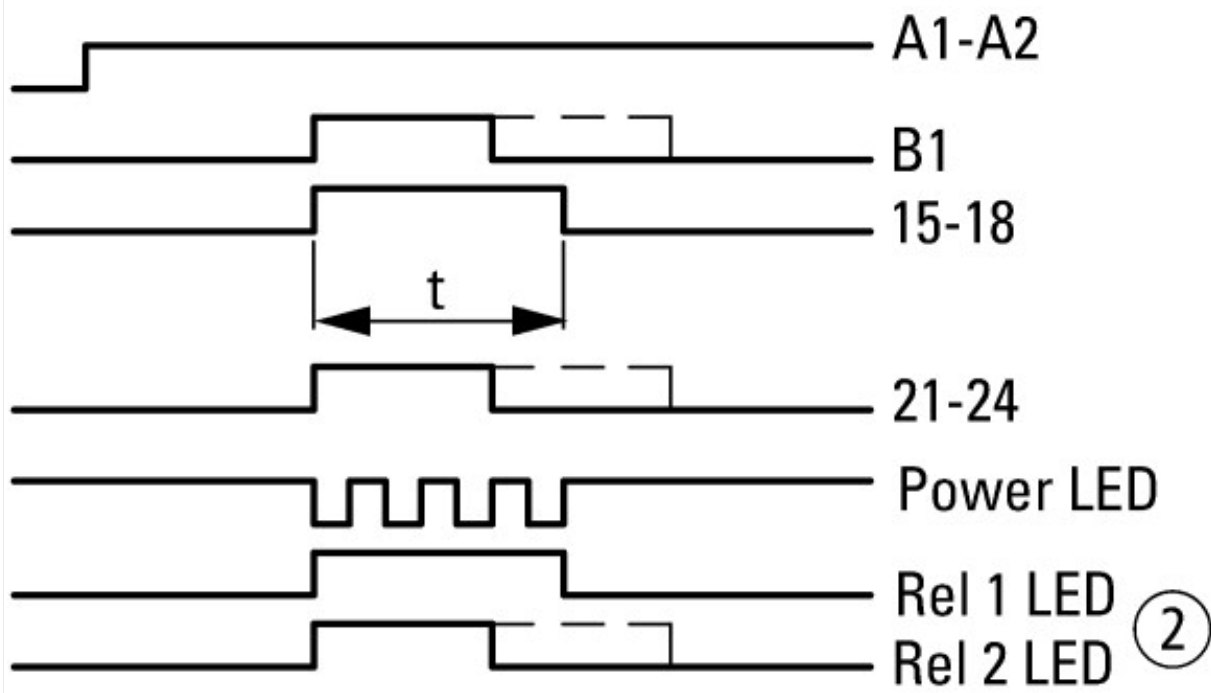 A1-A2
B1
15-18
t
21-24
Power LED
Rel 1 LED
2
Rel 2 LED